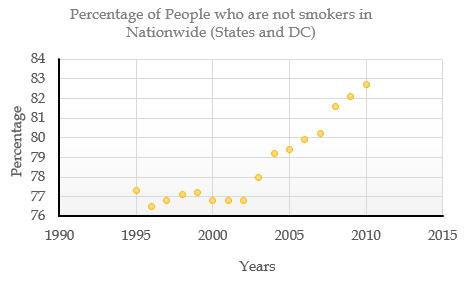 Percentage of People who are not smokers in
Nationwide (States and DC)
84
83
82
81
80
79
78
77
76
Percentage
1990 1995 2000 2005 2010 2015
Years